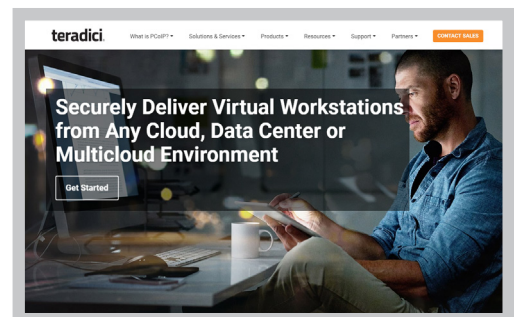 teradici.
What is PCoIP?
Solutions & Services
Products
Resources
Support
Partners
CONTACT SALES
Securely Deliver Virtual Workstations
from Any Cloud, Data Center or
Multicloud Environment
Get Started